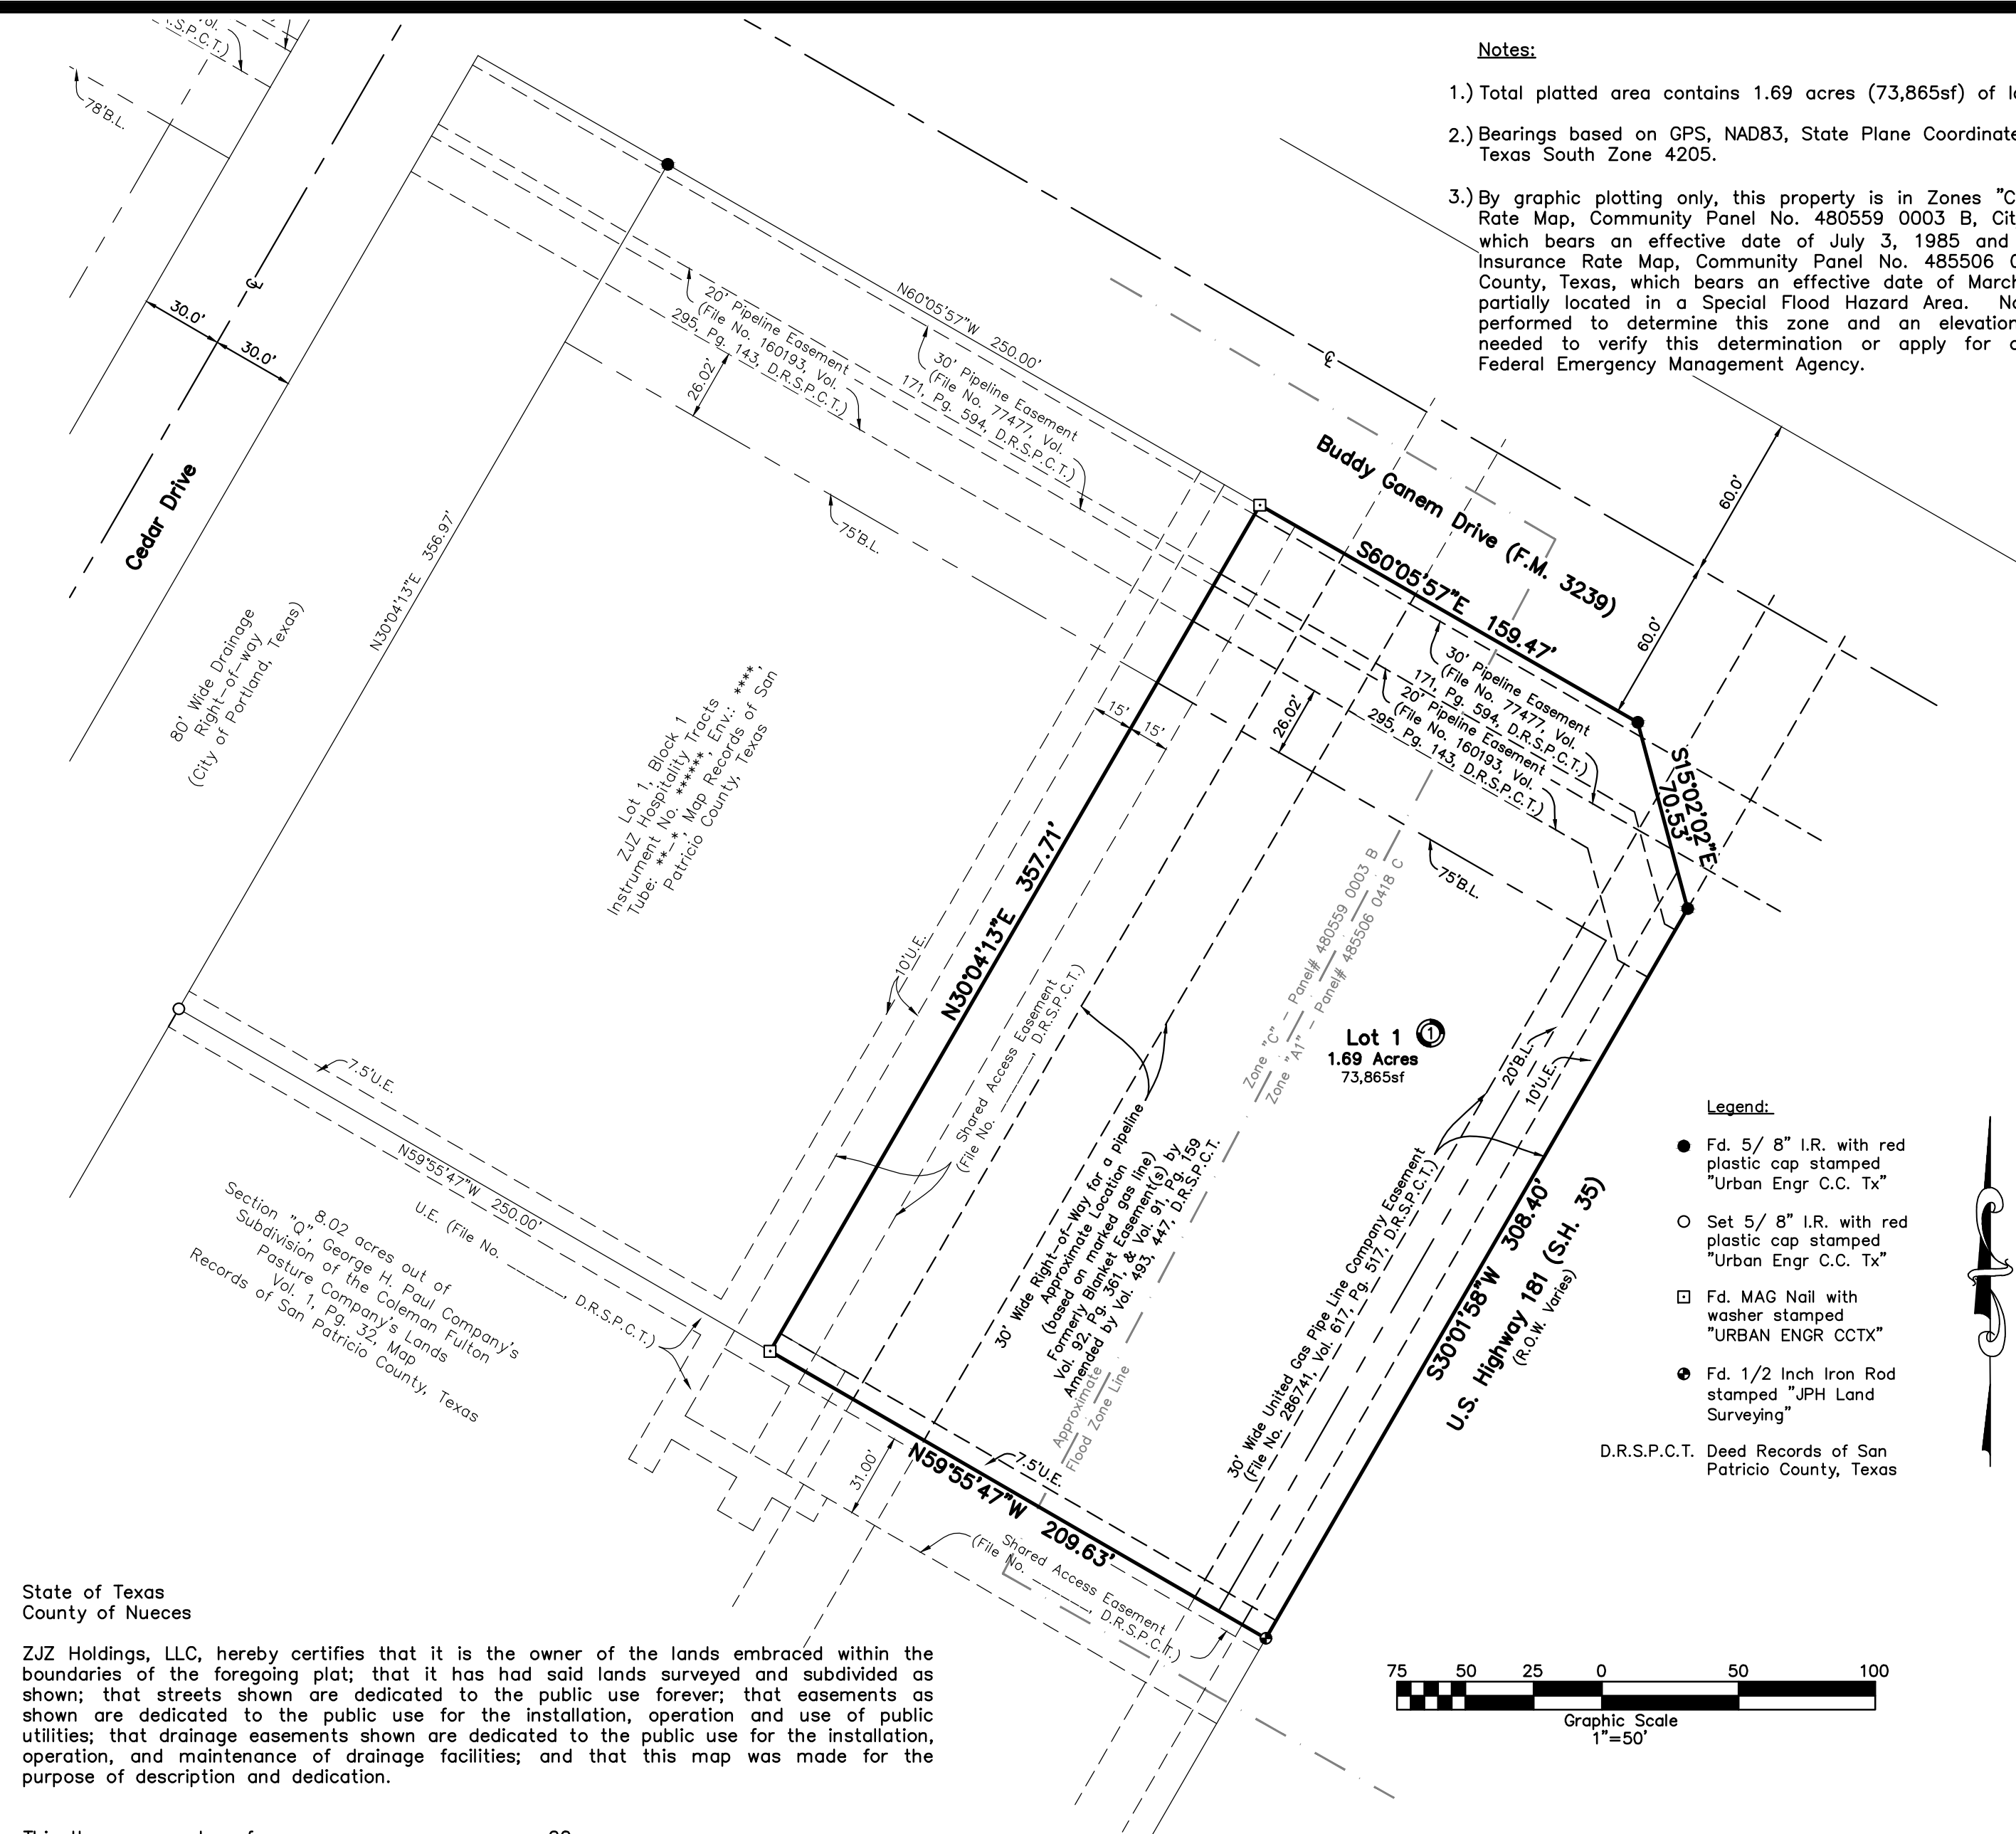 Notes:
1.) Total platted area contains 1.69 acres (73,865sf) of
2.) Bearings based on GPS, NAD83, State Plane
Texas South Zone 4205.
3.) By graphic plotting only, this property is in Zones "C
Rate Map, Community Panel No. 480559 0003 B,
which bears an effective date of July 3, 1985 and
Insurance Rate Map, Community Panel No. 485506
County, Texas, which bears an effective date of
partially located in a Special Flood Hazard Area.
performed to determine this zone and an
needed to verify this determination or apply for
Federal Emergency Management Agency.
S.P.C.T.)
78'B.L.
30.0'
30.0'
Cedar Drive
80' Wide Drainage
Right-of-way
(City of Portland, Texas)
N30°04'13"E 356.97'
N60°05'57"W 250.00'
20' Pipeline Easement
(File No. 160193, Vol.
295, Pg. 143, D.R.S.P.C.T.)
26.02'
30' Pipeline Easement
(File No. 77477, Vol.
171, Pg. 594, D.R.S.P.C.T.)
75'B.L.
Buddy Ganem Drive (F.M. 3239)
60.0'
60.0'
S60°05'57"E 159.47'
30' Pipeline Easement
(File No. 77477, Vol.
171, Pg. 594, D.R.S.P.C.T.)
20' Pipeline Easement
(File No. 160193, Vol.
295, Pg. 143, D.R.S.P.C.T.)
26.02'
S15°02'02"E
70.53'
75'B.L.
15'
15'
Lot 1, Block 1
ZJZ Hospitality Tracts
Instrument No. ******, Env.: ****,
Tube: **-*, Map Records of San
Patricio County, Texas
10'U.E.
N30°04'13"E 357.71'
Shared Access Easement
(File No. ______, D.R.S.P.C.T.)
Zone "C" - Panel# 480559 0003 B
Zone "A1" - Panel# 485506 0418 C
Lot 1 1
1.69 Acres
73,865sf
20'B.L.
10'U.E.
30' Wide Right-of-Way for a pipeline
Approximate Location
(based on marked gas line)
Formerly Blanket Easement(s) by
Vol. 92, Pg. 361, & Vol. 91, Pg. 159
Amended by Vol. 493, 447, D.R.S.P.C.T.
Approximate
Flood Zone Line
30' Wide United Gas Pipe Line Company Easement
(File No. 286741, Vol. 617, Pg. 517, D.R.S.P.C.T.)
S30°01'58"W 308.40'
U.S. Highway 181 (S.H. 35)
(R.O.W. Varies)
7.5'U.E.
N59°55'47"W 250.00'
U.E. (File No. ______, D.R.S.P.C.T.)
8.02 acres out of
Section "Q", George H. Paul Company's
Subdivision of the Coleman Fulton
Pasture Company's Lands
Vol. 1, Pg. 32, Map
Records of San Patricio County, Texas
31.00'
7.5'U.E.
N59°55'47"W 209.63'
Shared Access Easement
(File No. ______, D.R.S.P.C.T.)
Legend:
Fd. 5/ 8" I.R. with red
plastic cap stamped
"Urban Engr C.C. Tx"
Set 5/ 8" I.R. with red
plastic cap stamped
"Urban Engr C.C. Tx"
Fd. MAG Nail with
washer stamped
"URBAN ENGR CCTX"
Fd. 1/2 Inch Iron Rod
stamped "JPH Land
Surveying"
D.R.S.P.C.T. Deed Records of San
Patricio County, Texas
75 50 25 0 50 100
Graphic Scale
1"=50'
State of Texas
County of Nueces
ZJZ Holdings, LLC, hereby certifies that it is the owner of the lands embraced within the
boundaries of the foregoing plat; that it has had said lands surveyed and subdivided as
shown; that streets shown are dedicated to the public use forever; that easements as
shown are dedicated to the public use for the installation, operation and use of public
utilities; that drainage easements shown are dedicated to the public use for the installation,
operation, and maintenance of drainage facilities; and that this map was made for the
purpose of description and dedication.